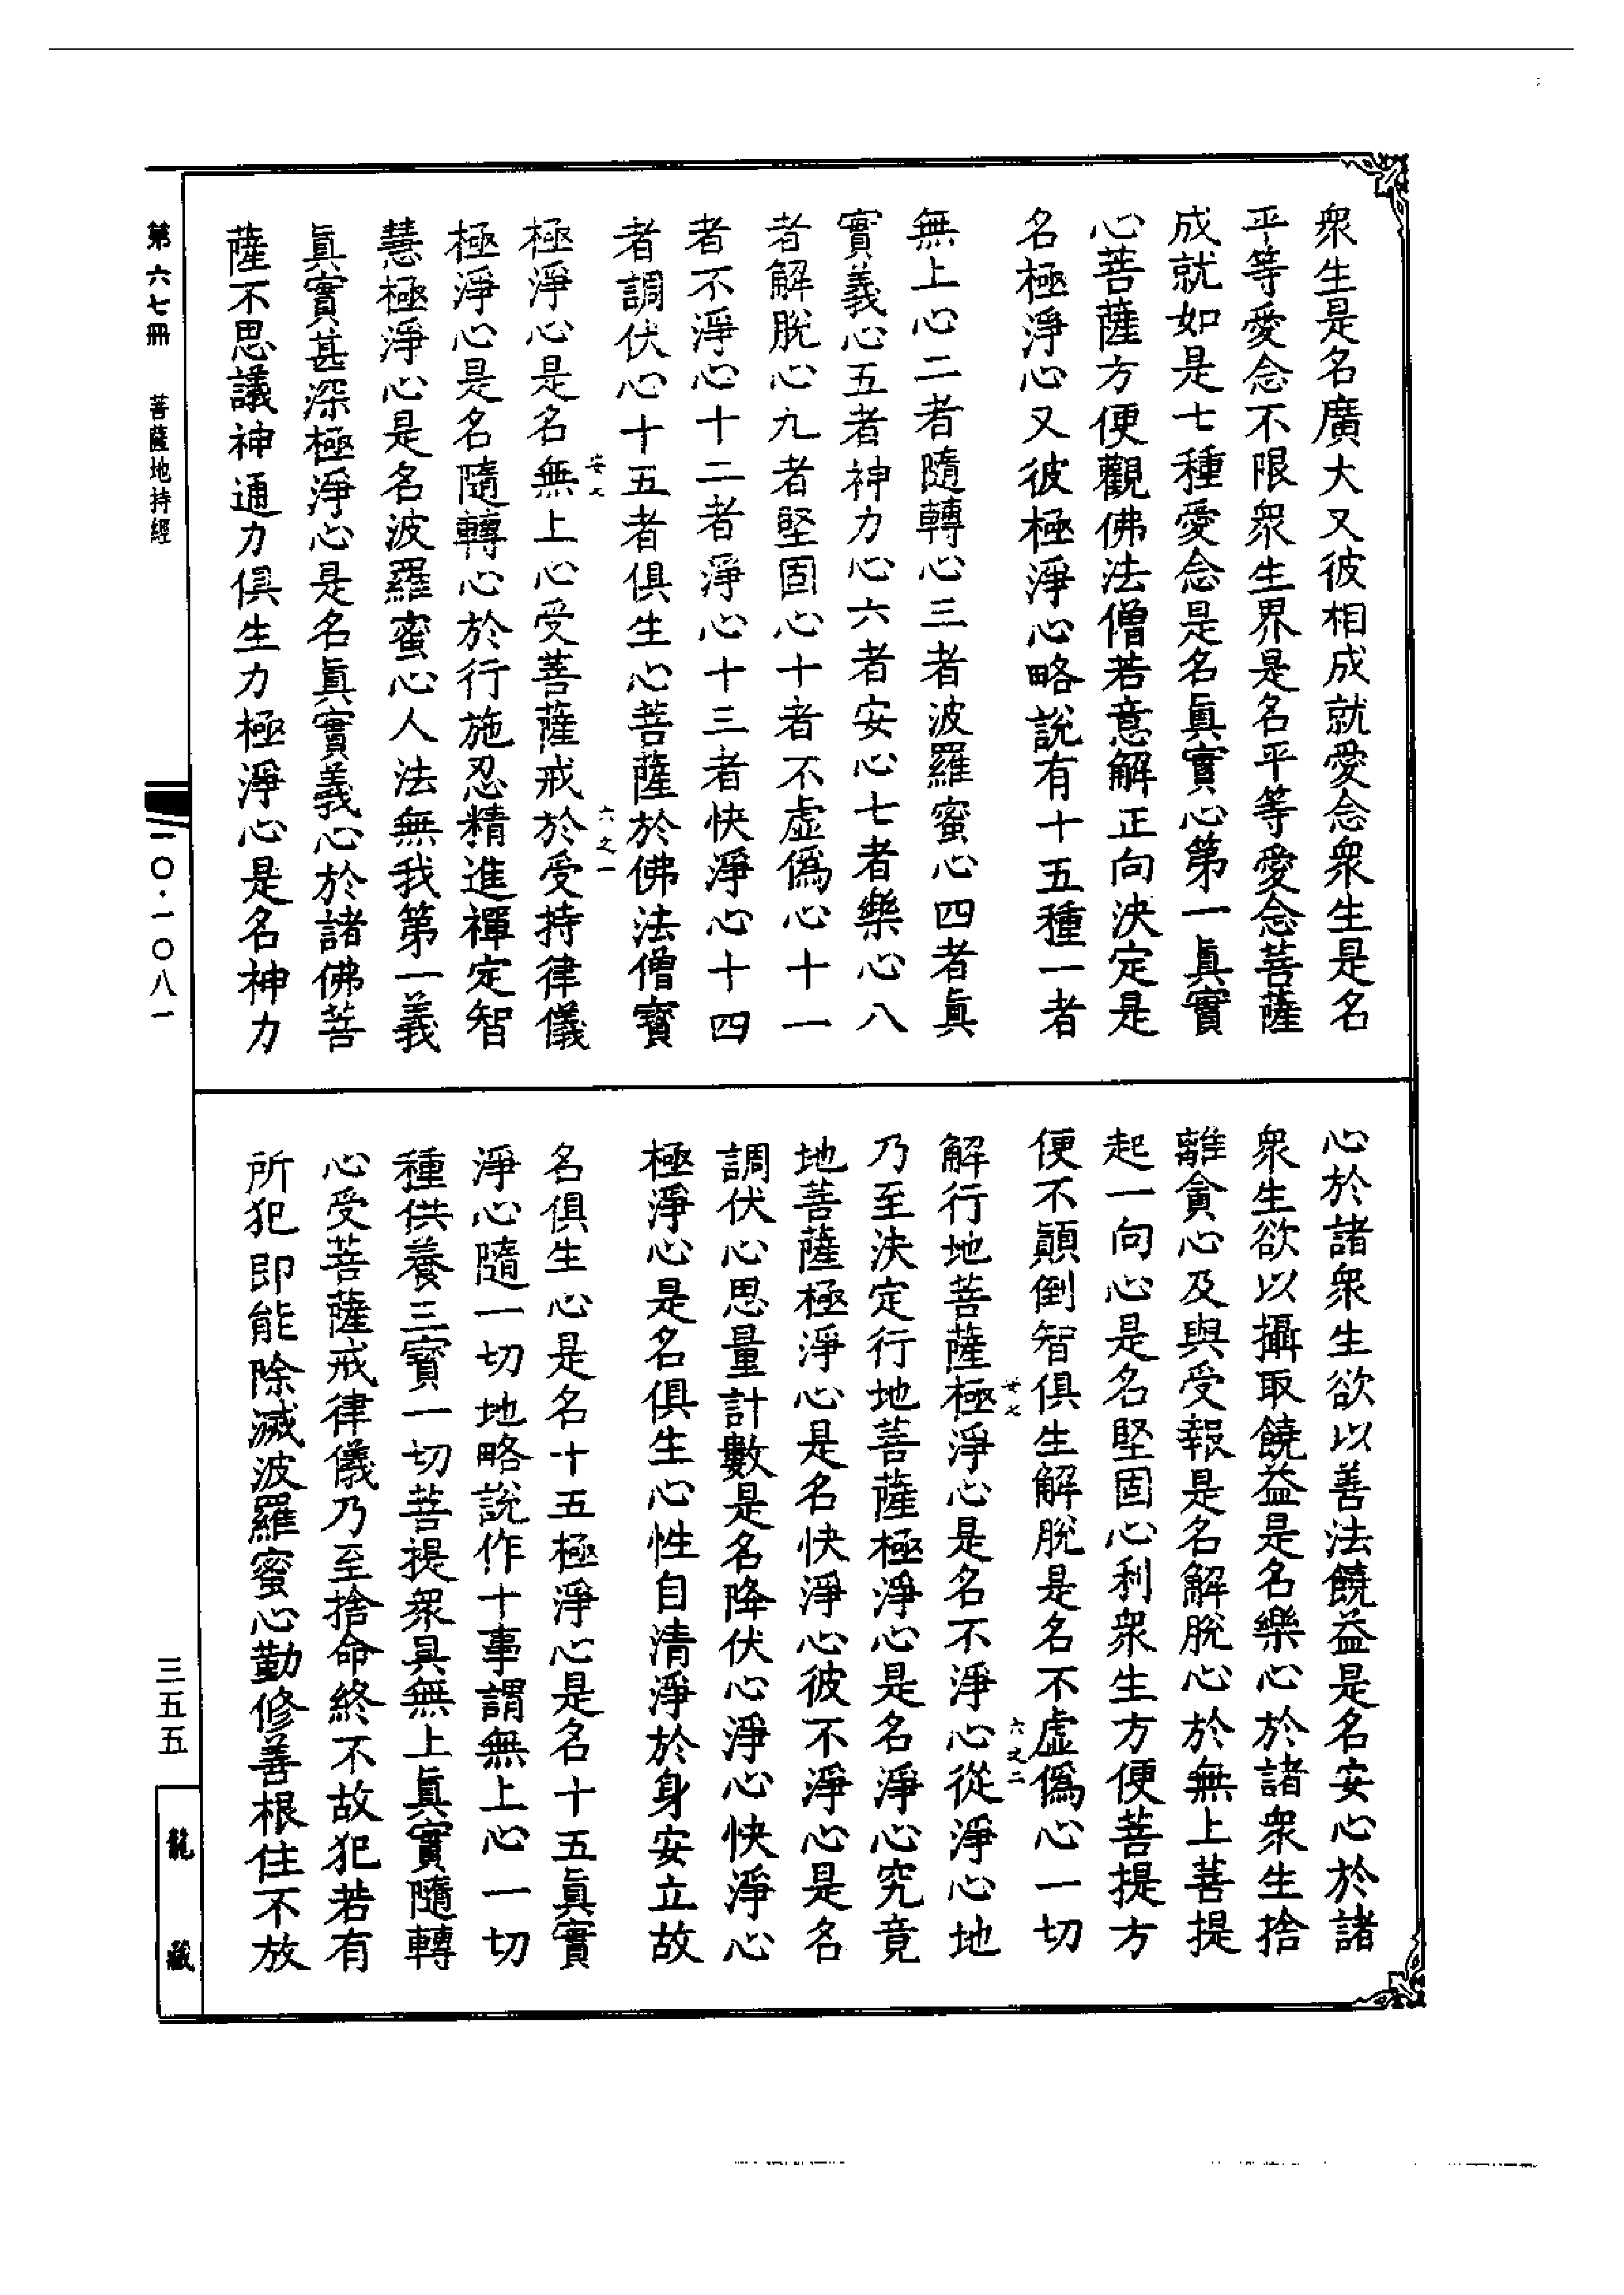 衆生是名廣大又彼相成就愛念衆生是名
平等愛念不限衆生界是名平等愛念菩薩
成就如是七種愛念是名眞實心第一眞實
心菩薩方便觀佛法僧若意解正向決定是
名極淨心又彼極淨心略說有十五種一者
無上心二者隨轉心三者波羅蜜心四者眞
實義心五者神力心六者安心七者樂心八
者解脫心九者堅固心十者不虛僞心十一
者不淨心十二者淨心十三者快淨心十四
者調伏心十五者俱生心菩薩於佛法僧寶
安七
六之一
極淨心是名無上心受菩薩戒於受持律儀
極淨心是名隨轉心於行施忍精進禪定智
慧極淨心是名波羅蜜心人法無我第一義
眞實甚深極淨心是名眞實義心於諸佛菩
薩不思議神通力俱生力極淨心是名神力
心於諸衆生欲以善法饒益是名安心於諸
衆生欲以攝取饒益是名樂心於諸衆生捨
離貪心及與受報是名解脫心於無上菩提
起一向心是名堅固心利衆生方便菩提方
便不顚倒智俱生解脫是名不虛僞心一切
安七
六之二
解行地菩薩極淨心是名不淨心從淨心地
乃至決定行地菩薩極淨心是名淨心究竟
地菩薩極淨心是名快淨心彼不淨心是名
調伏心思量計數是名降伏心淨心快淨心
極淨心是名俱生心性自清淨於身安立故
名俱生心是名十五極淨心是名十五眞實
淨心隨一切地略說作十事謂無上心一切
種供養三寶一切菩提衆具無上眞實隨轉
心受菩薩戒律儀乃至捨命終不故犯若有
所犯即能除滅波羅蜜心勤修善根住不放
第六七冊
菩薩地持經
一〇·一〇八一
三五五
龍藏